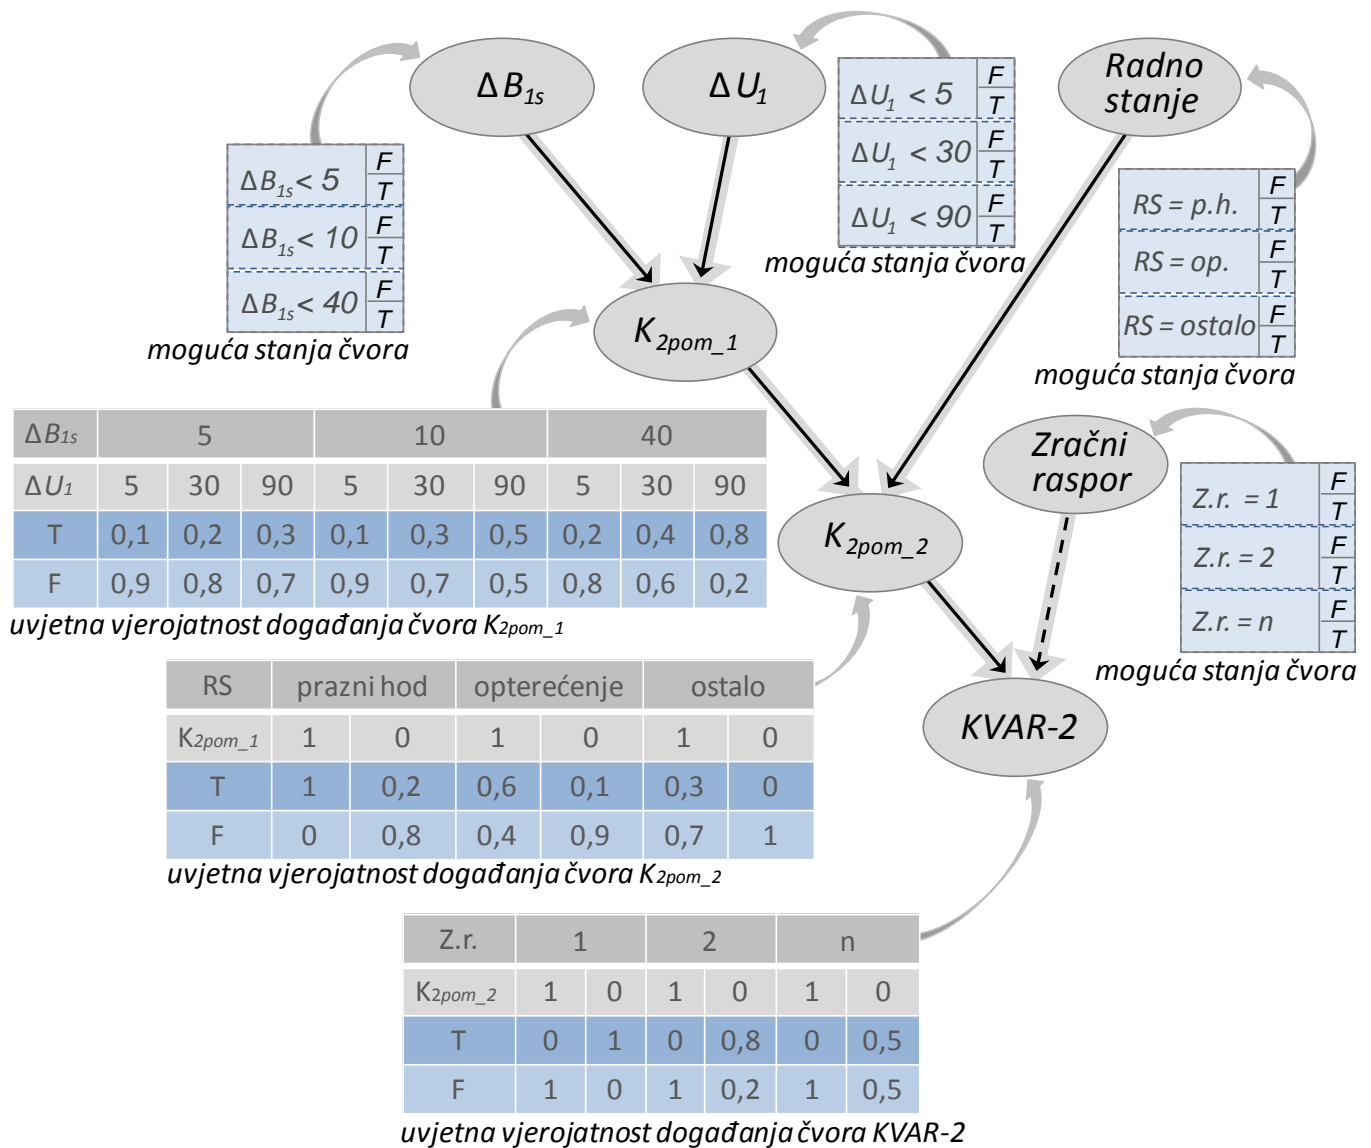 ΔB1s
ΔU1
Radno
stanje
ΔB1s < 5 F T
ΔB1s < 10 F T
ΔB1s < 40 F T
moguća stanja čvora
ΔU1 < 5 F T
ΔU1 < 30 F T
ΔU1 < 90 F T
moguća stanja čvora
RS = p.h. F T
RS = op. F T
RS = ostalo F T
moguća stanja čvora
K2pom_1
ΔB1s 5 10 40
ΔU1 5 30 90 5 30 90 5 30 90
T 0,1 0,2 0,3 0,1 0,3 0,5 0,2 0,4 0,8
F 0,9 0,8 0,7 0,9 0,7 0,5 0,8 0,6 0,2
uvjetna vjerojatnost događanja čvora K2pom_1
Zračni
raspor
Z.r. = 1 F T
Z.r. = 2 F T
Z.r. = n F T
moguća stanja čvora
K2pom_2
RS prazni hod opterećenje ostalo
K2pom_1 1 0 1 0 1 0
T 1 0,2 0,6 0,1 0,3 0
F 0 0,8 0,4 0,9 0,7 1
uvjetna vjerojatnost događanja čvora K2pom_2
KVAR-2
Z.r. 1 2 n
K2pom_2 1 0 1 0 1 0
T 0 1 0 0,8 0 0,5
F 1 0 1 0,2 1 0,5
uvjetna vjerojatnost događanja čvora KVAR-2